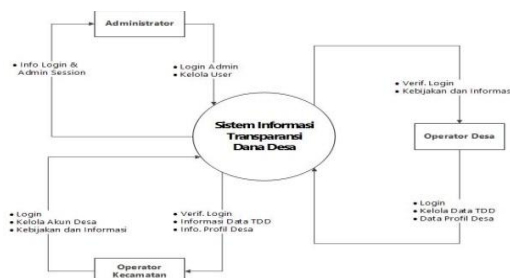 Administrator
• Info Login &
Admin Session
• Login Admin
• Kelola User
• Verif. Login
• Kebijakan dan Informasi
Sistem Informasi
Transparansi
Dana Desa
Operator Desa
• Login
• Kelola Akun Desa
• Kebijakan dan Informasi
• Verif. Login
• Informasi Data TDD
• Info. Profil Desa
• Login
• Kelola Data TDD
• Data Profil Desa
Operator
Kecamatan